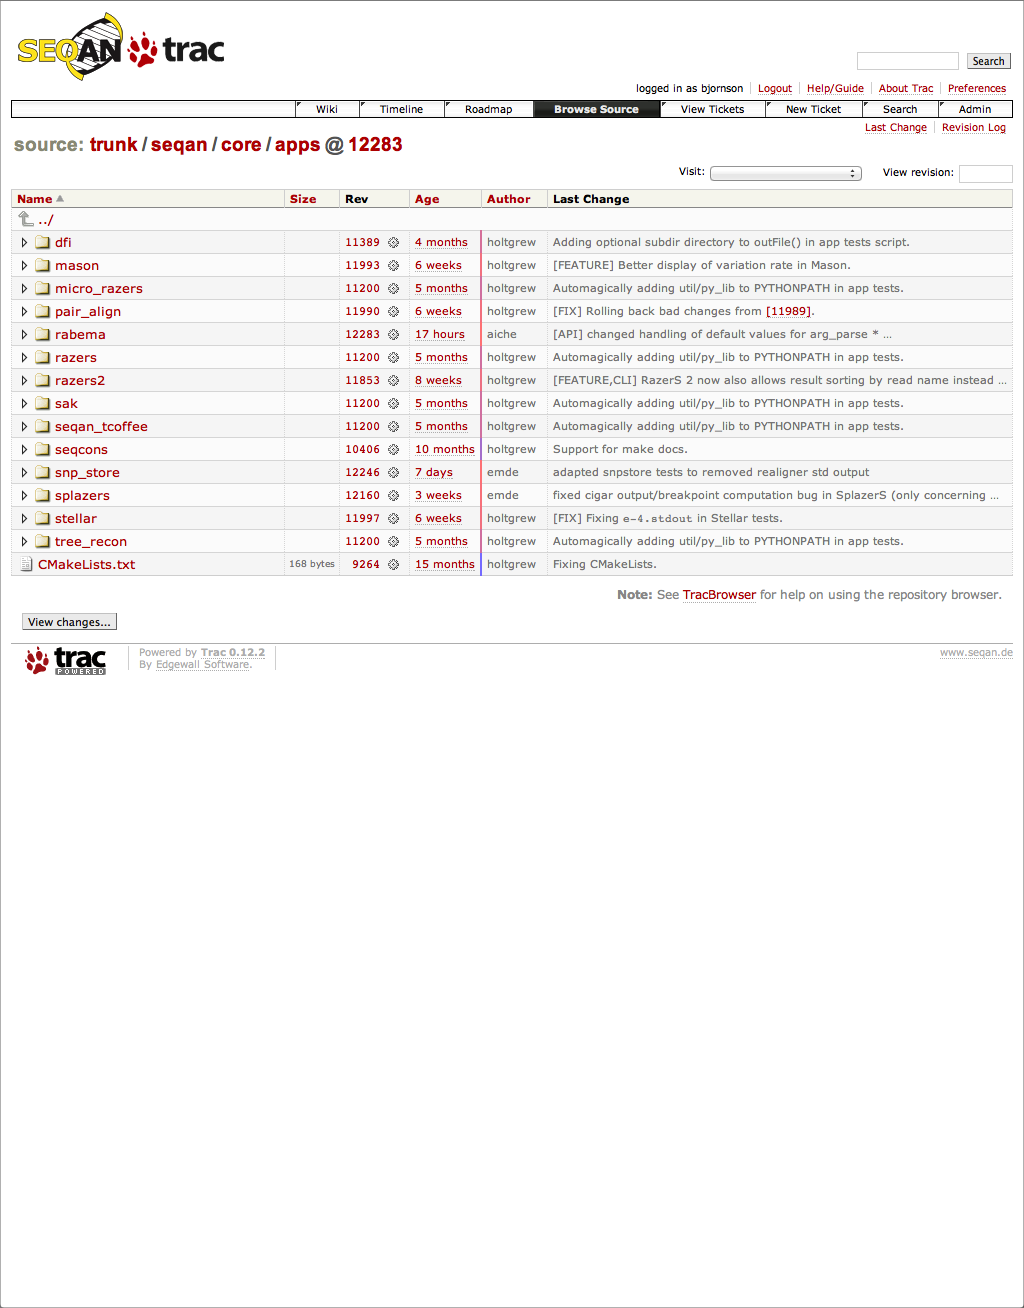 SEQAN trac
Search
logged in as bjornson Logout Help/Guide About Trac Preferences
Wiki Timeline Roadmap Browse Source View Tickets New Ticket Search Admin
Last Change Revision Log
source: trunk / seqan / core / apps @ 12283
Visit: View revision:
Name Size Rev Age Author Last Change
../
dfi 11389 4 months holtgrew Adding optional subdir directory to outFile() in app tests script.
mason 11993 6 weeks holtgrew [FEATURE] Better display of variation rate in Mason.
micro_razers 11200 5 months holtgrew Automagically adding util/py_lib to PYTHONPATH in app tests.
pair_align 11990 6 weeks holtgrew [FIX] Rolling back bad changes from [11989].
rabema 12283 17 hours aiche [API] changed handling of default values for arg_parse * ...
razers 11200 5 months holtgrew Automagically adding util/py_lib to PYTHONPATH in app tests.
razers2 11853 8 weeks holtgrew [FEATURE,CLI] RazerS 2 now also allows result sorting by read name instead ...
sak 11200 5 months holtgrew Automagically adding util/py_lib to PYTHONPATH in app tests.
seqan_tcoffee 11200 5 months holtgrew Automagically adding util/py_lib to PYTHONPATH in app tests.
seqcons 10406 10 months holtgrew Support for make docs.
snp_store 12246 7 days emde adapted snpstore tests to removed realigner std output
splazers 12160 3 weeks emde fixed cigar output/breakpoint computation bug in SplazerS (only concerning ...
stellar 11997 6 weeks holtgrew [FIX] Fixing e-4.stdout in Stellar tests.
tree_recon 11200 5 months holtgrew Automagically adding util/py_lib to PYTHONPATH in app tests.
CMakeLists.txt 168 bytes 9264 15 months holtgrew Fixing CMakeLists.
Note: See TracBrowser for help on using the repository browser.
View changes...
trac POWERED
Powered by Trac 0.12.2
By Edgewall Software.
www.seqan.de